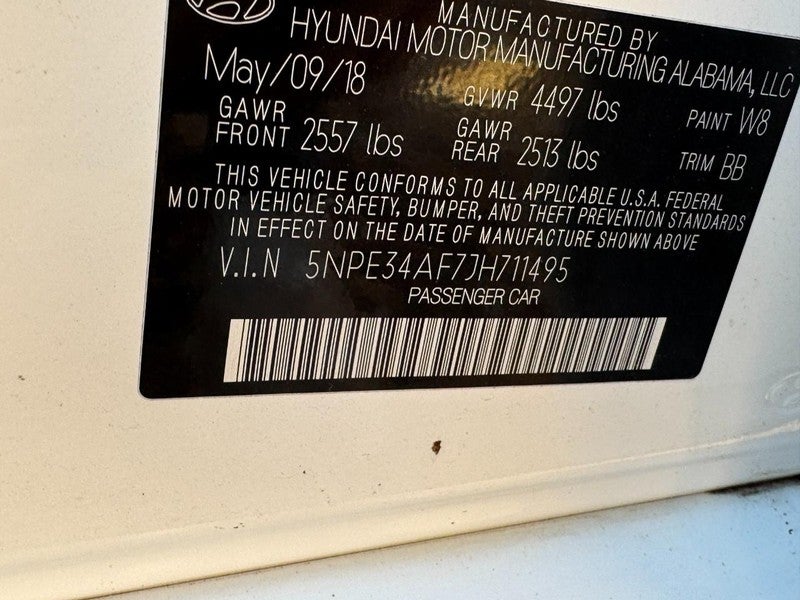 MANUFACTURED BY
HYUNDAI MOTOR MANUFACTURING ALABAMA, LLC
May/09/18 GVWR 4497 lbs PAINT W8
GAWR FRONT 2557 lbs GAWR REAR 2513 lbs TRIM BB
THIS VEHICLE CONFORMS TO ALL APPLICABLE U.S.A. FEDERAL
MOTOR VEHICLE SAFETY, BUMPER, AND THEFT PREVENTION STANDARDS
IN EFFECT ON THE DATE OF MANUFACTURE SHOWN ABOVE
V.I.N 5NPE34AF7JH711495
PASSENGER CAR